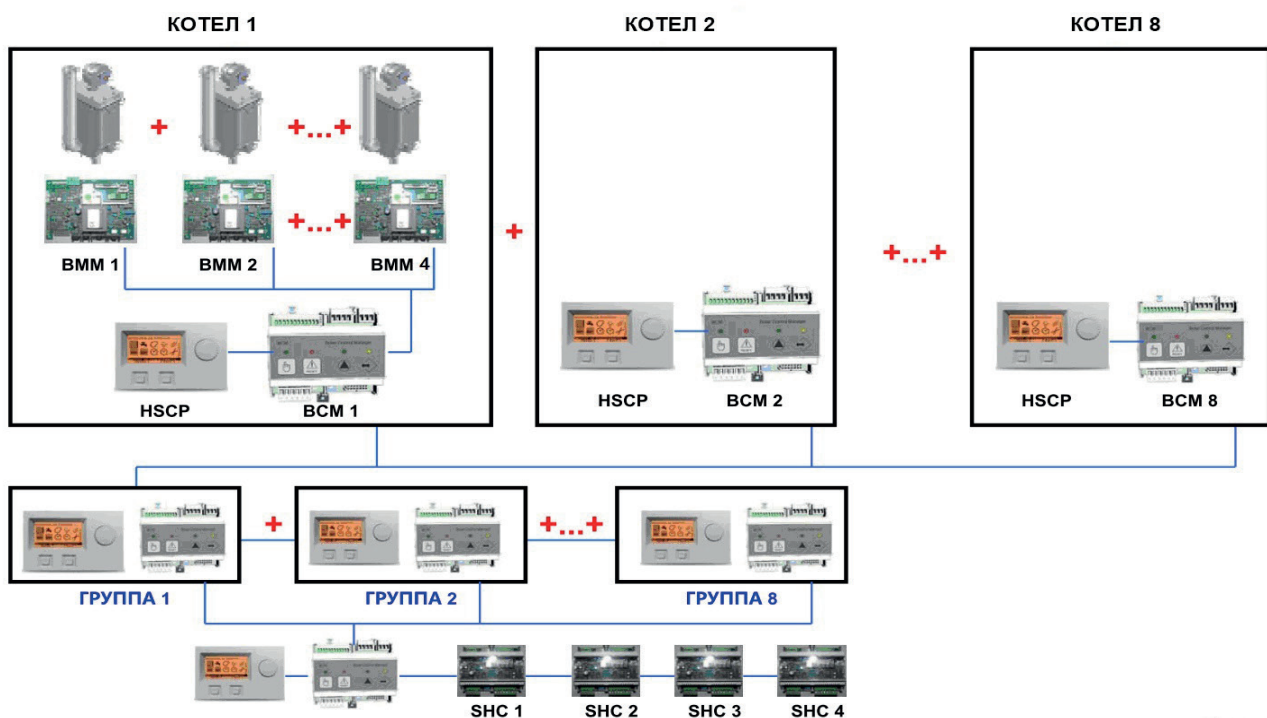 КОТЕЛ 1 КОТЕЛ 2 КОТЕЛ 8
+ +...+
+...+
BMM 1 BMM 2 BMM 4
+ +...+
HSCP BCM 1 HSCP BCM 2 HSCP BCM 8
+ +...+
ГРУППА 1 ГРУППА 2 ГРУППА 8
SHC 1 SHC 2 SHC 3 SHC 4